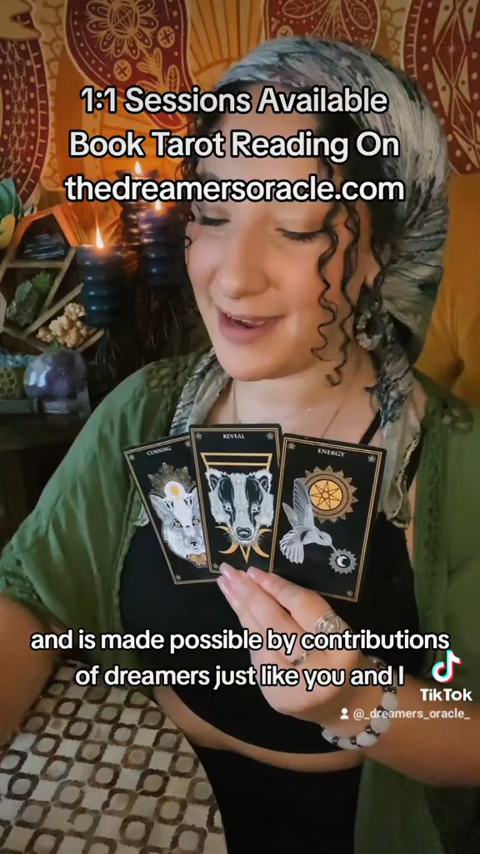 1:1 Sessions Available
Book Tarot Reading On
thedreamersoracle.com
CUNNING
REVEAL
ENERGY
and is made possible by contributions
of dreamers just like you and I
TikTok
@_dreamers_oracle_